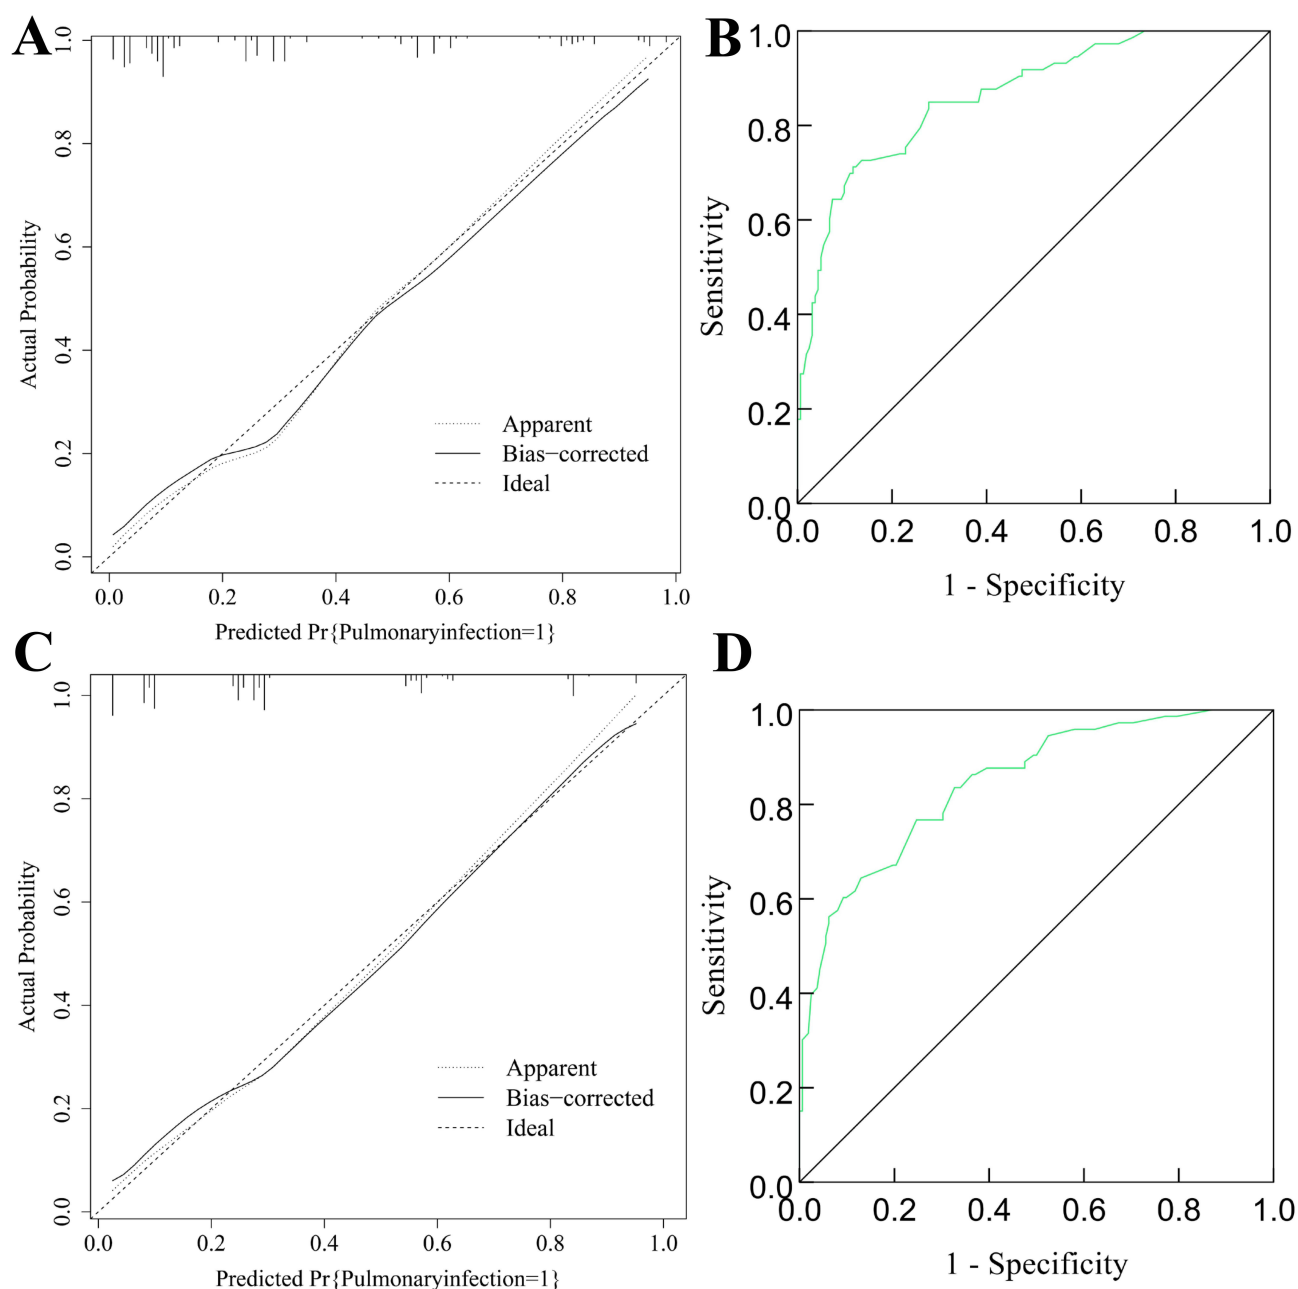 A
1.0
0.8
0.6
0.4
0.2
0.0
Actual Probability
Apparent
Bias−corrected
Ideal
0.0 0.2 0.4 0.6 0.8 1.0
Predicted Pr{Pulmonaryinfection=1}
B
1.0
0.8
0.6
0.4
0.2
0.0
Sensitivity
0.0 0.2 0.4 0.6 0.8 1.0
1 - Specificity
C
1.0
0.8
0.6
0.4
0.2
0.0
Actual Probability
Apparent
Bias−corrected
Ideal
0.0 0.2 0.4 0.6 0.8 1.0
Predicted Pr{Pulmonaryinfection=1}
D
1.0
0.8
0.6
0.4
0.2
0.0
Sensitivity
0.0 0.2 0.4 0.6 0.8 1.0
1 - Specificity